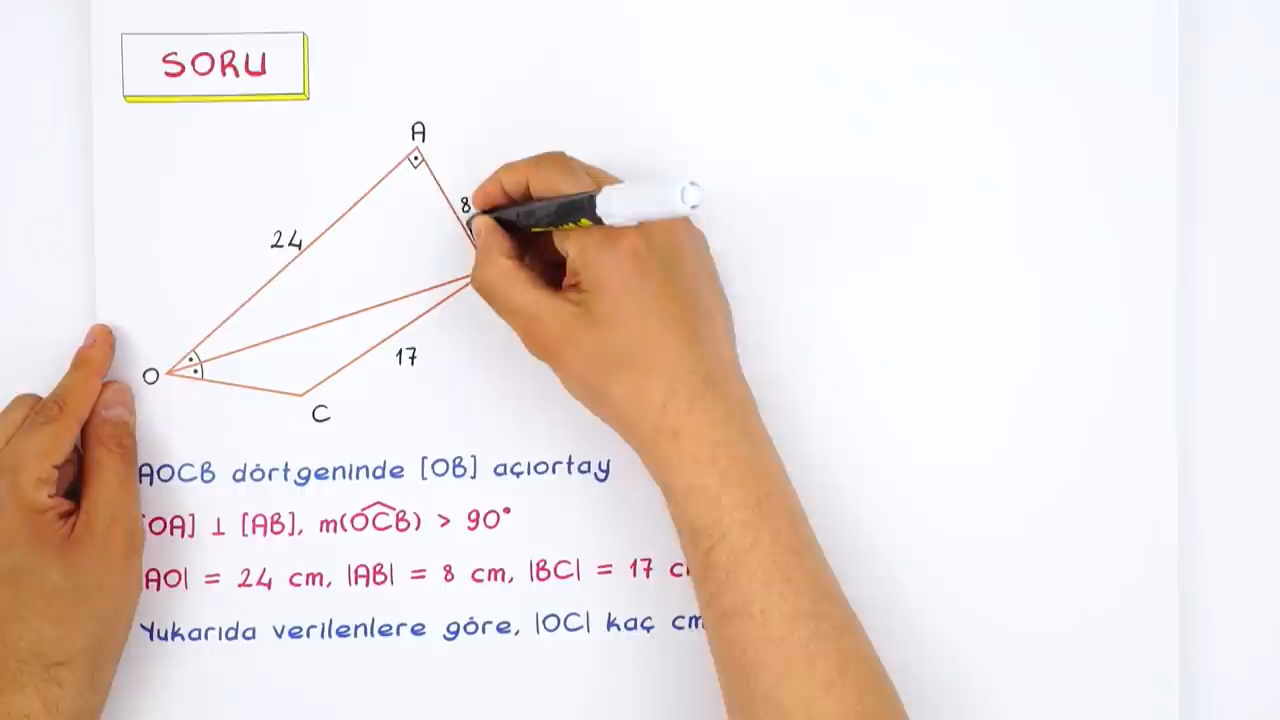 SORU
A
8
24
17
O
C
AOCB dörtgeninde [OB] açıortay
OA] ⊥ [AB], m(OĈB) > 90°
AO| = 24 cm, |AB| = 8 cm, |BC| = 17
Yukarıda verilenlere göre, |OC| kaç cm